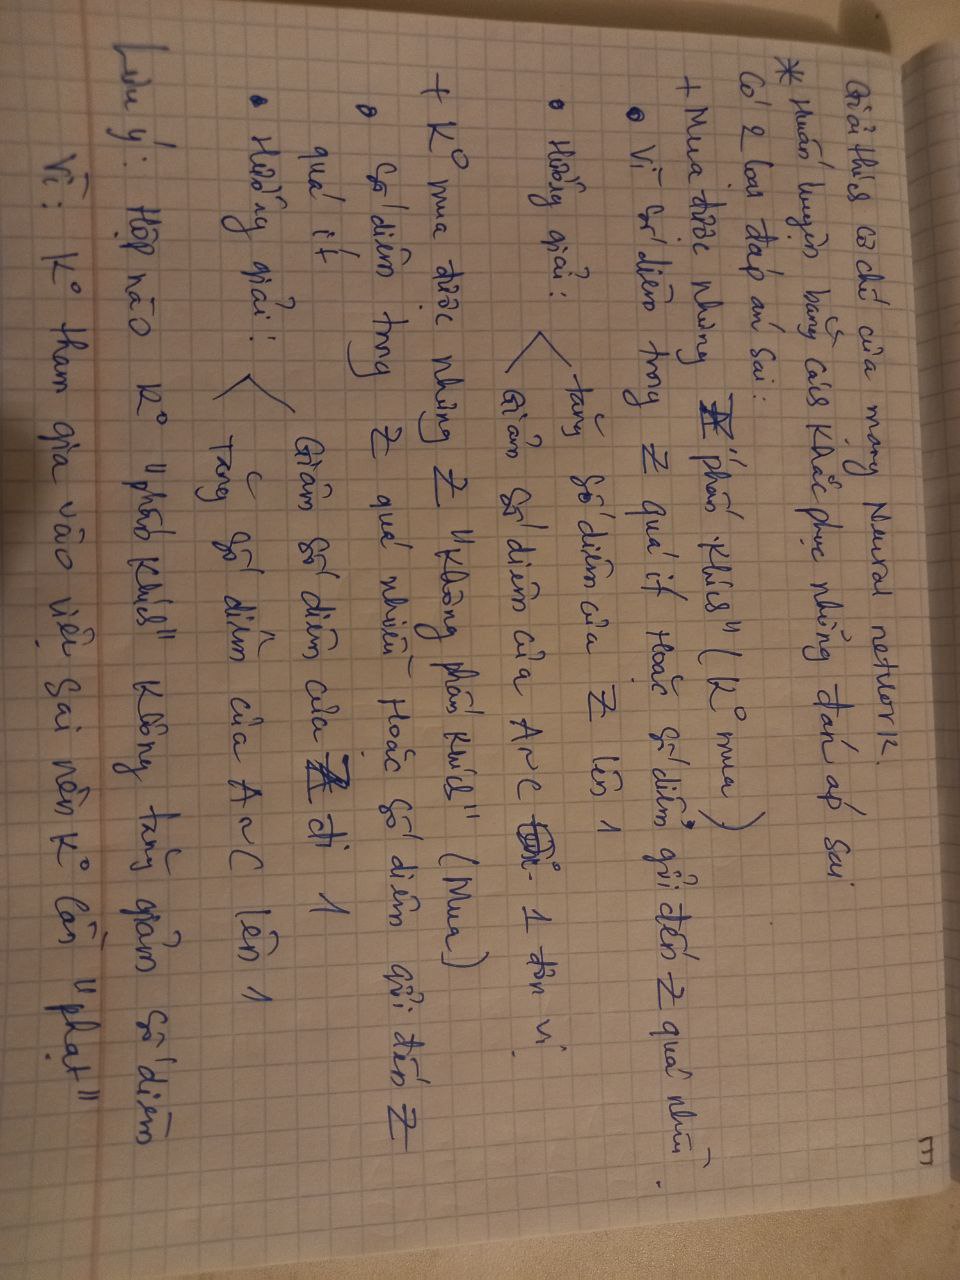 3
Giải thích cơ chế của mạng Neural network.
* Huấn luyện bằng cách khắc phục những đán áp sai
Có 2 loại đáp án sai:
+ Mua được những Z "phấn khích" (K° mua)
• Vì số điểm trong Z quá ít Hoặc số điểm gửi đến Z quá nhiều.
• Hướng giải: tăng số điểm của Z lên 1
Giảm số điểm của A~C 1 đơn vị
+ K° mua được những Z "không phấn khích" (Mua)
• Số điểm trong Z quá nhiều Hoặc số điểm gửi đến Z
quá ít
• Hướng giải: Giảm số điểm của Z đi 1
Tăng số điểm của A~C lên 1
Lưu ý: Hộp nào K° "phấn khích" không tăng giảm số điểm
Vì: K° tham gia vào việc sai nên K° cần "phạt"